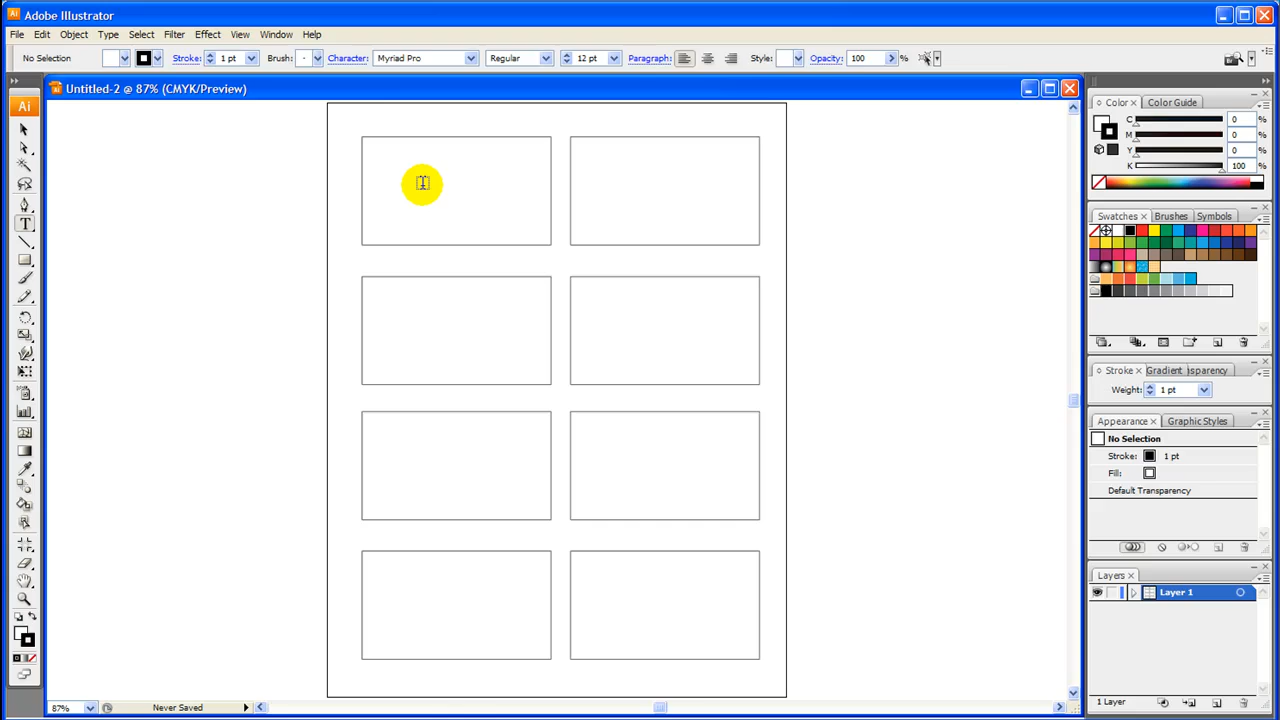 Adobe Illustrator
File Edit Object Type Select Filter Effect View Window Help
No Selection Stroke: 1 pt Brush: Character: Myriad Pro Regular 12 pt Paragraph: Style: Opacity: 100 %
Untitled-2 @ 87% (CMYK/Preview)
Ai
T
Color Color Guide
C 0 %
M 0 %
Y 0 %
K 100 %
Swatches Brushes Symbols
Stroke Gradient sparency
Weight: 1 pt
Appearance Graphic Styles
No Selection
Stroke: 1 pt
Fill:
Default Transparency
Layers
Layer 1
1 Layer
87% Never Saved